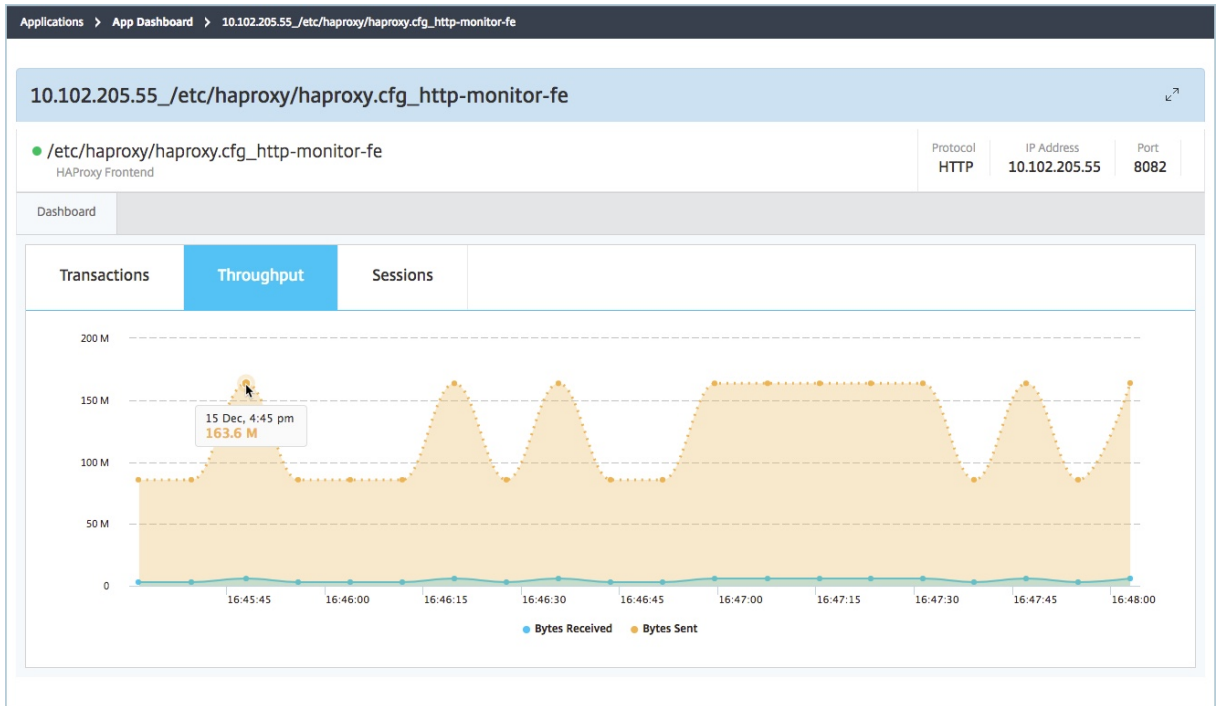 Applications > App Dashboard > 10.102.205.55_/etc/haproxy/haproxy.cfg_http-monitor-fe
10.102.205.55_/etc/haproxy/haproxy.cfg_http-monitor-fe
/etc/haproxy/haproxy.cfg_http-monitor-fe
HAProxy Frontend
Protocol IP Address Port
HTTP 10.102.205.55 8082
Dashboard
Transactions Throughput Sessions
200 M
150 M
15 Dec, 4:45 pm
163.6 M
100 M
50 M
0
16:45:45 16:46:00 16:46:15 16:46:30 16:46:45 16:47:00 16:47:15 16:47:30 16:47:45 16:48:00
Bytes Received Bytes Sent